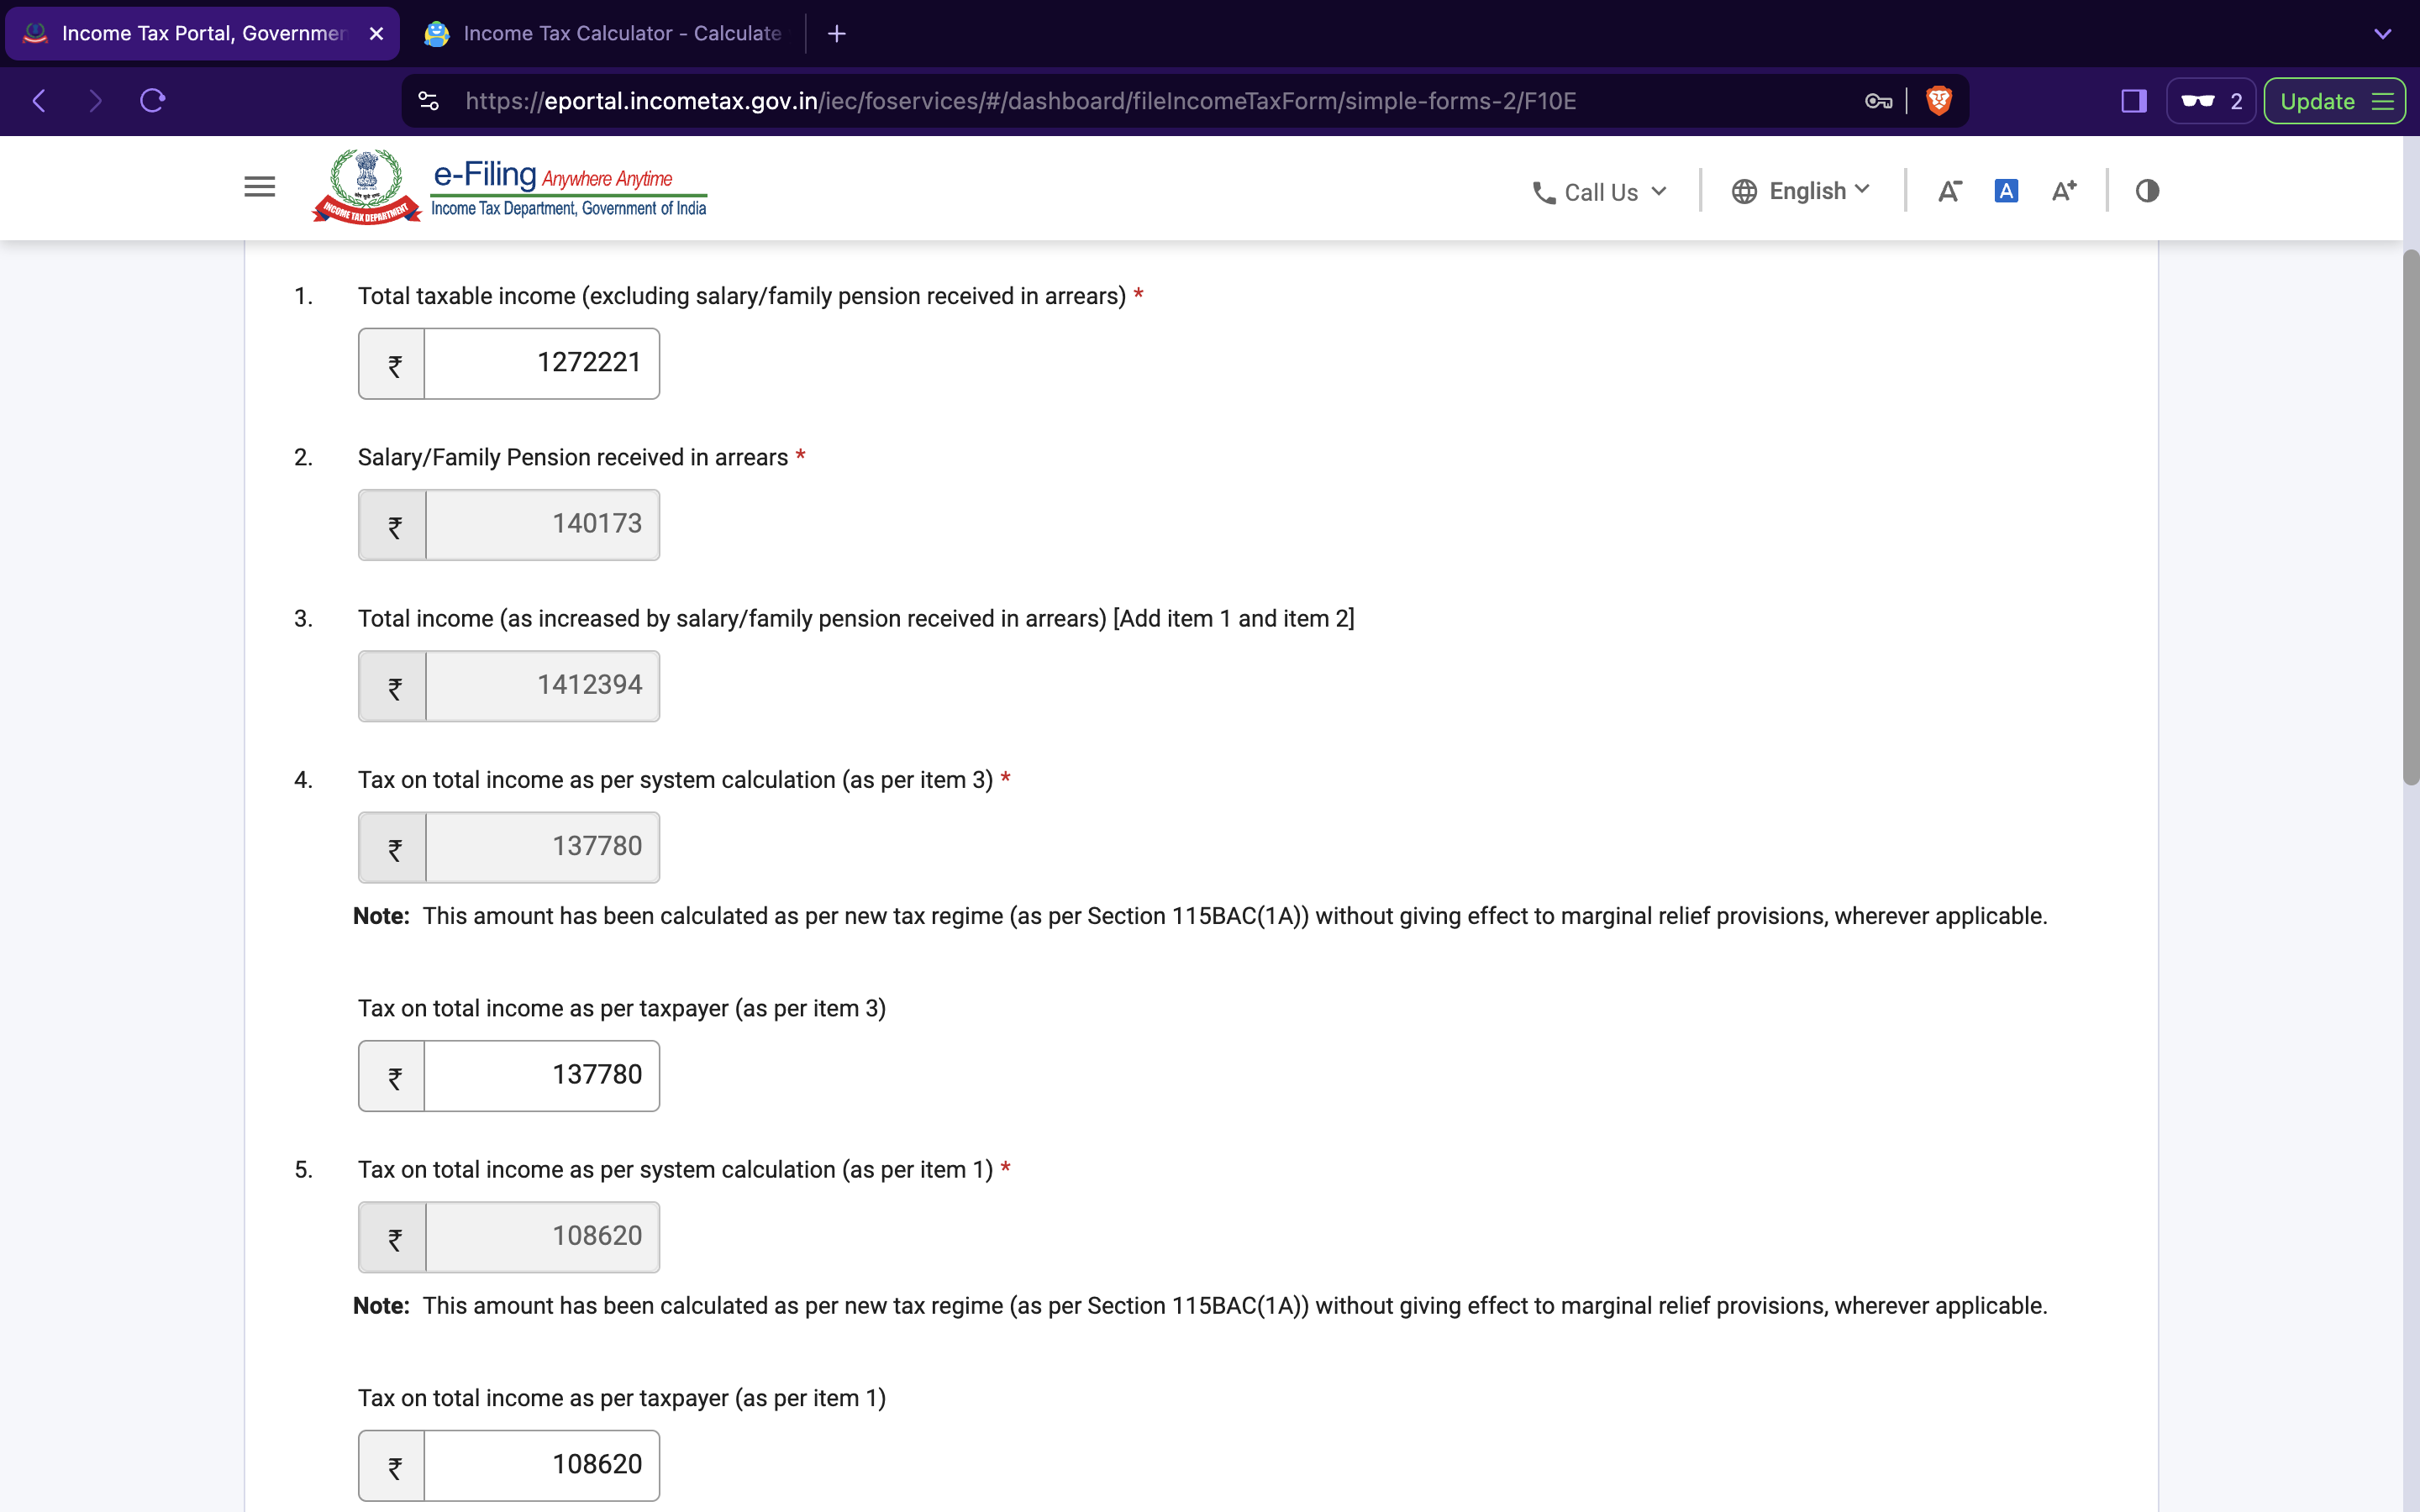 Income Tax Portal, Governmen
Income Tax Calculator - Calculate
https://eportal.incometax.gov.in/iec/foservices/#/dashboard/fileIncomeTaxForm/simple-forms-2/F10E
2
Update
e-Filing Anywhere Anytime
Income Tax Department, Government of India
INCOME TAX DEPARTMENT
Call Us
English
A-
A
A+
1. Total taxable income (excluding salary/family pension received in arrears) *
₹ 1272221
2. Salary/Family Pension received in arrears *
₹ 140173
3. Total income (as increased by salary/family pension received in arrears) [Add item 1 and item 2]
₹ 1412394
4. Tax on total income as per system calculation (as per item 3) *
₹ 137780
Note: This amount has been calculated as per new tax regime (as per Section 115BAC(1A)) without giving effect to marginal relief provisions, wherever applicable.
Tax on total income as per taxpayer (as per item 3)
₹ 137780
5. Tax on total income as per system calculation (as per item 1) *
₹ 108620
Note: This amount has been calculated as per new tax regime (as per Section 115BAC(1A)) without giving effect to marginal relief provisions, wherever applicable.
Tax on total income as per taxpayer (as per item 1)
₹ 108620